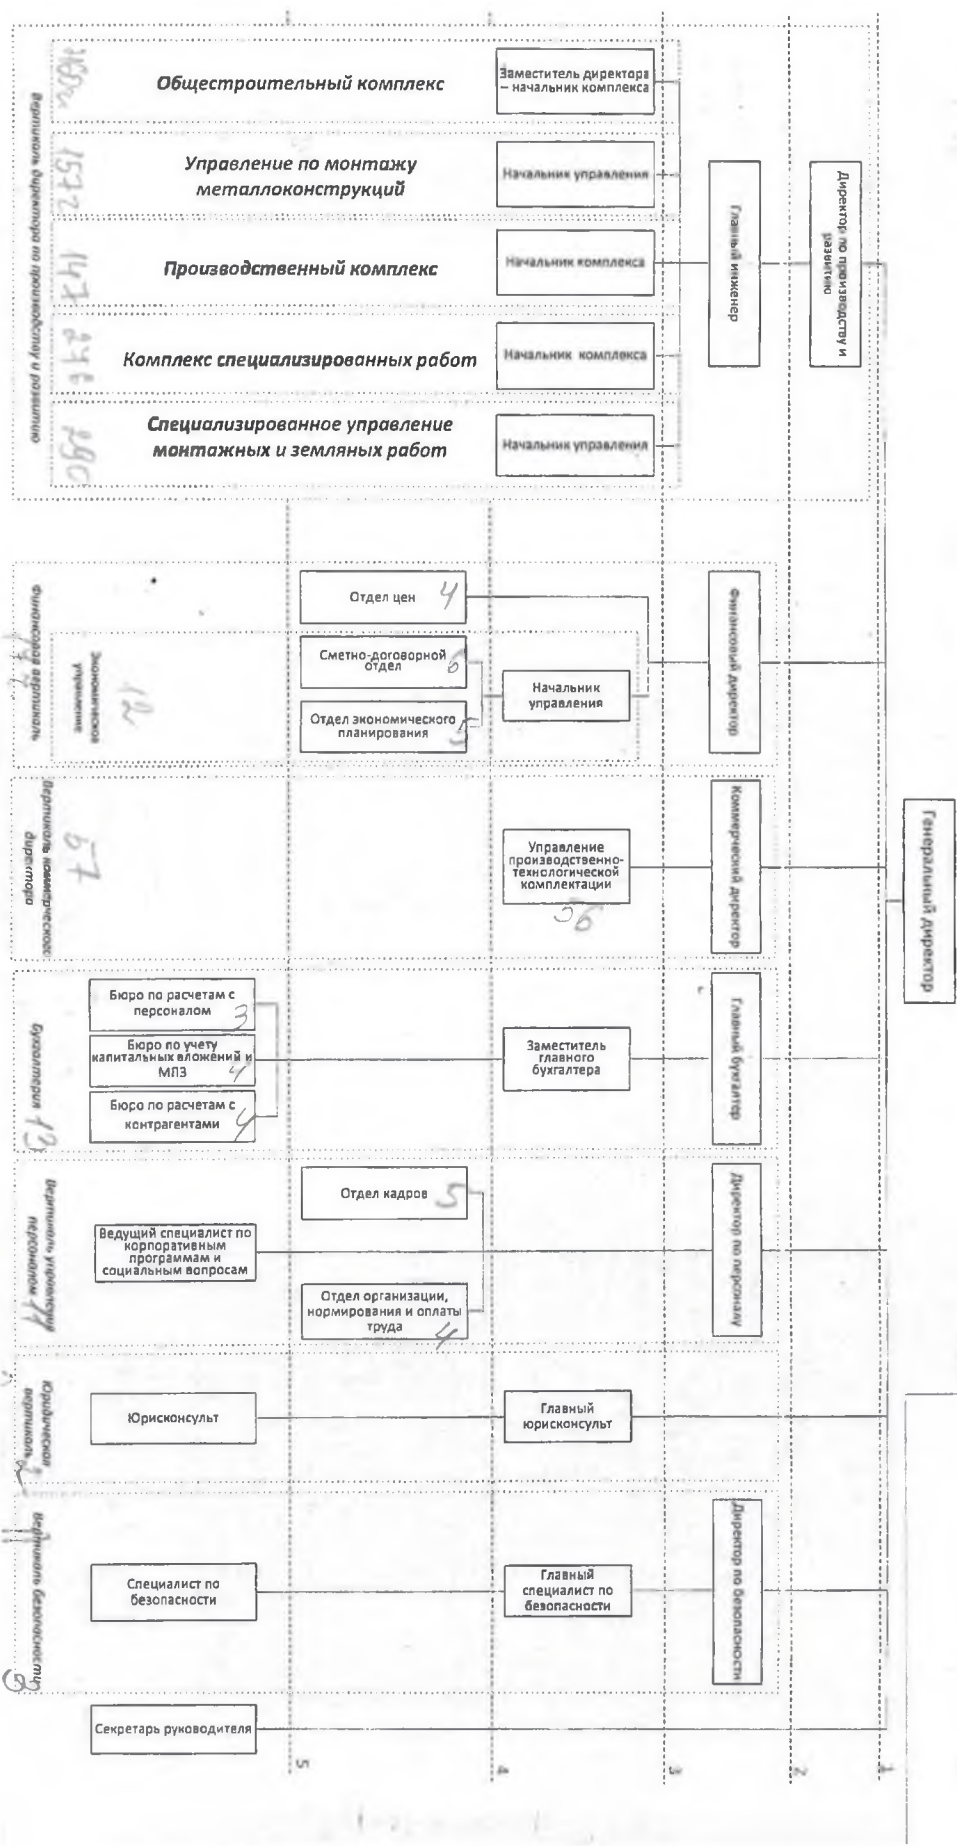 Общестроительный комплекс
Заместитель директора
– начальник комплекса
Управление по монтажу
металлоконструкций
Начальник управления
1572
Производственный комплекс
Начальник комплекса
147
Комплекс специализированных работ
Начальник комплекса
Специализированное управление
монтажных и земляных работ
Начальник управления
290
Вертикаль директора по производству и развитию
Главный инженер
Директор по производству и
развитию
Отдел цен 4
Сметно-договорной
отдел 6
Отдел экономического
планирования 5
Начальник
управления
Экономическое
управление
12
Финансовая вертикаль
Финансовый директор
Генеральный директор
Управление
производственно-
технологической
комплектации
56
Вертикаль коммерческого
директора
57
Коммерческий директор
Бюро по расчетам с
персоналом 3
Бюро по учету
капитальных вложений и
МПЗ 4
Бюро по расчетам с
контрагентами 4
Заместитель
главного
бухгалтера
Бухгалтерия 13
Главный бухгалтер
Отдел кадров 5
Ведущий специалист по
корпоративным
программам и
социальным вопросам
Отдел организации,
нормирования и оплаты
труда 4
Вертикаль управления
персоналом 11
Директор по персоналу
Юрисконсульт
Главный
юрисконсульт
Юридическая
вертикаль
Специалист по
безопасности
Главный
специалист по
безопасности
Вертикаль безопасности
Директор по безопасности
Секретарь руководителя
5
4
3
2
1